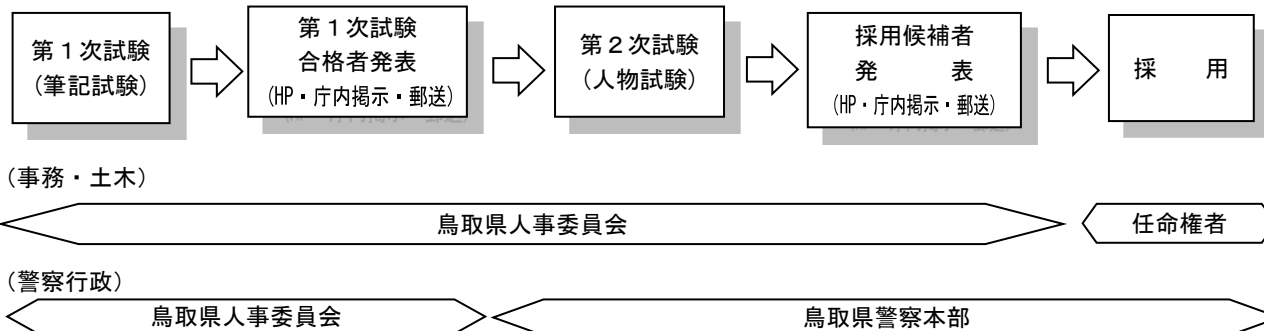 第１次試験
(筆記試験)
第１次試験
合格者発表
(HP・庁内掲示・郵送)
第２次試験
(人物試験)
採用候補者
発　　　表
(HP・庁内掲示・郵送)
採　　用
(事務・土木)
鳥取県人事委員会
任命権者
(警察行政)
鳥取県人事委員会
鳥取県警察本部